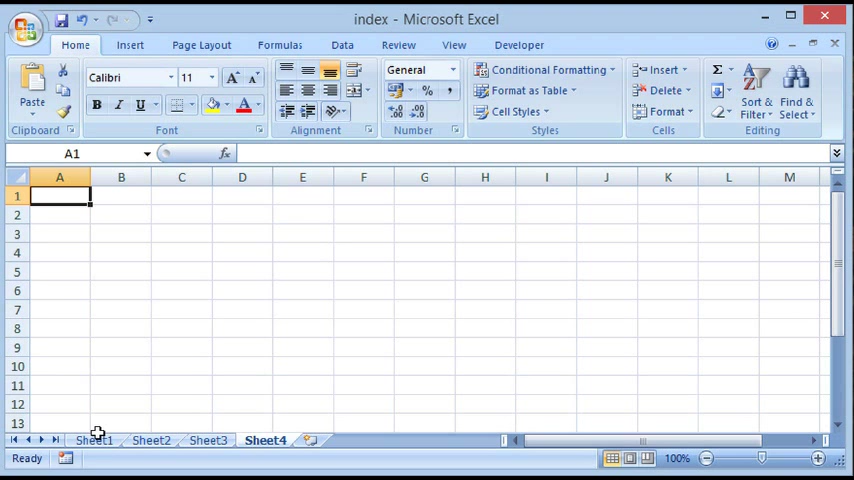 index - Microsoft Excel
Home Insert Page Layout Formulas Data Review View Developer
Paste
Calibri 11
General
Conditional Formatting
Format as Table
Cell Styles
Insert
Delete
Format
Sort & Filter
Find & Select
Clipboard Font Alignment Number Styles Cells Editing
A1 fx
A B C D E F G H I J K L M
1
2
3
4
5
6
7
8
9
10
11
12
13
Sheet1 Sheet2 Sheet3 Sheet4
Ready 100%